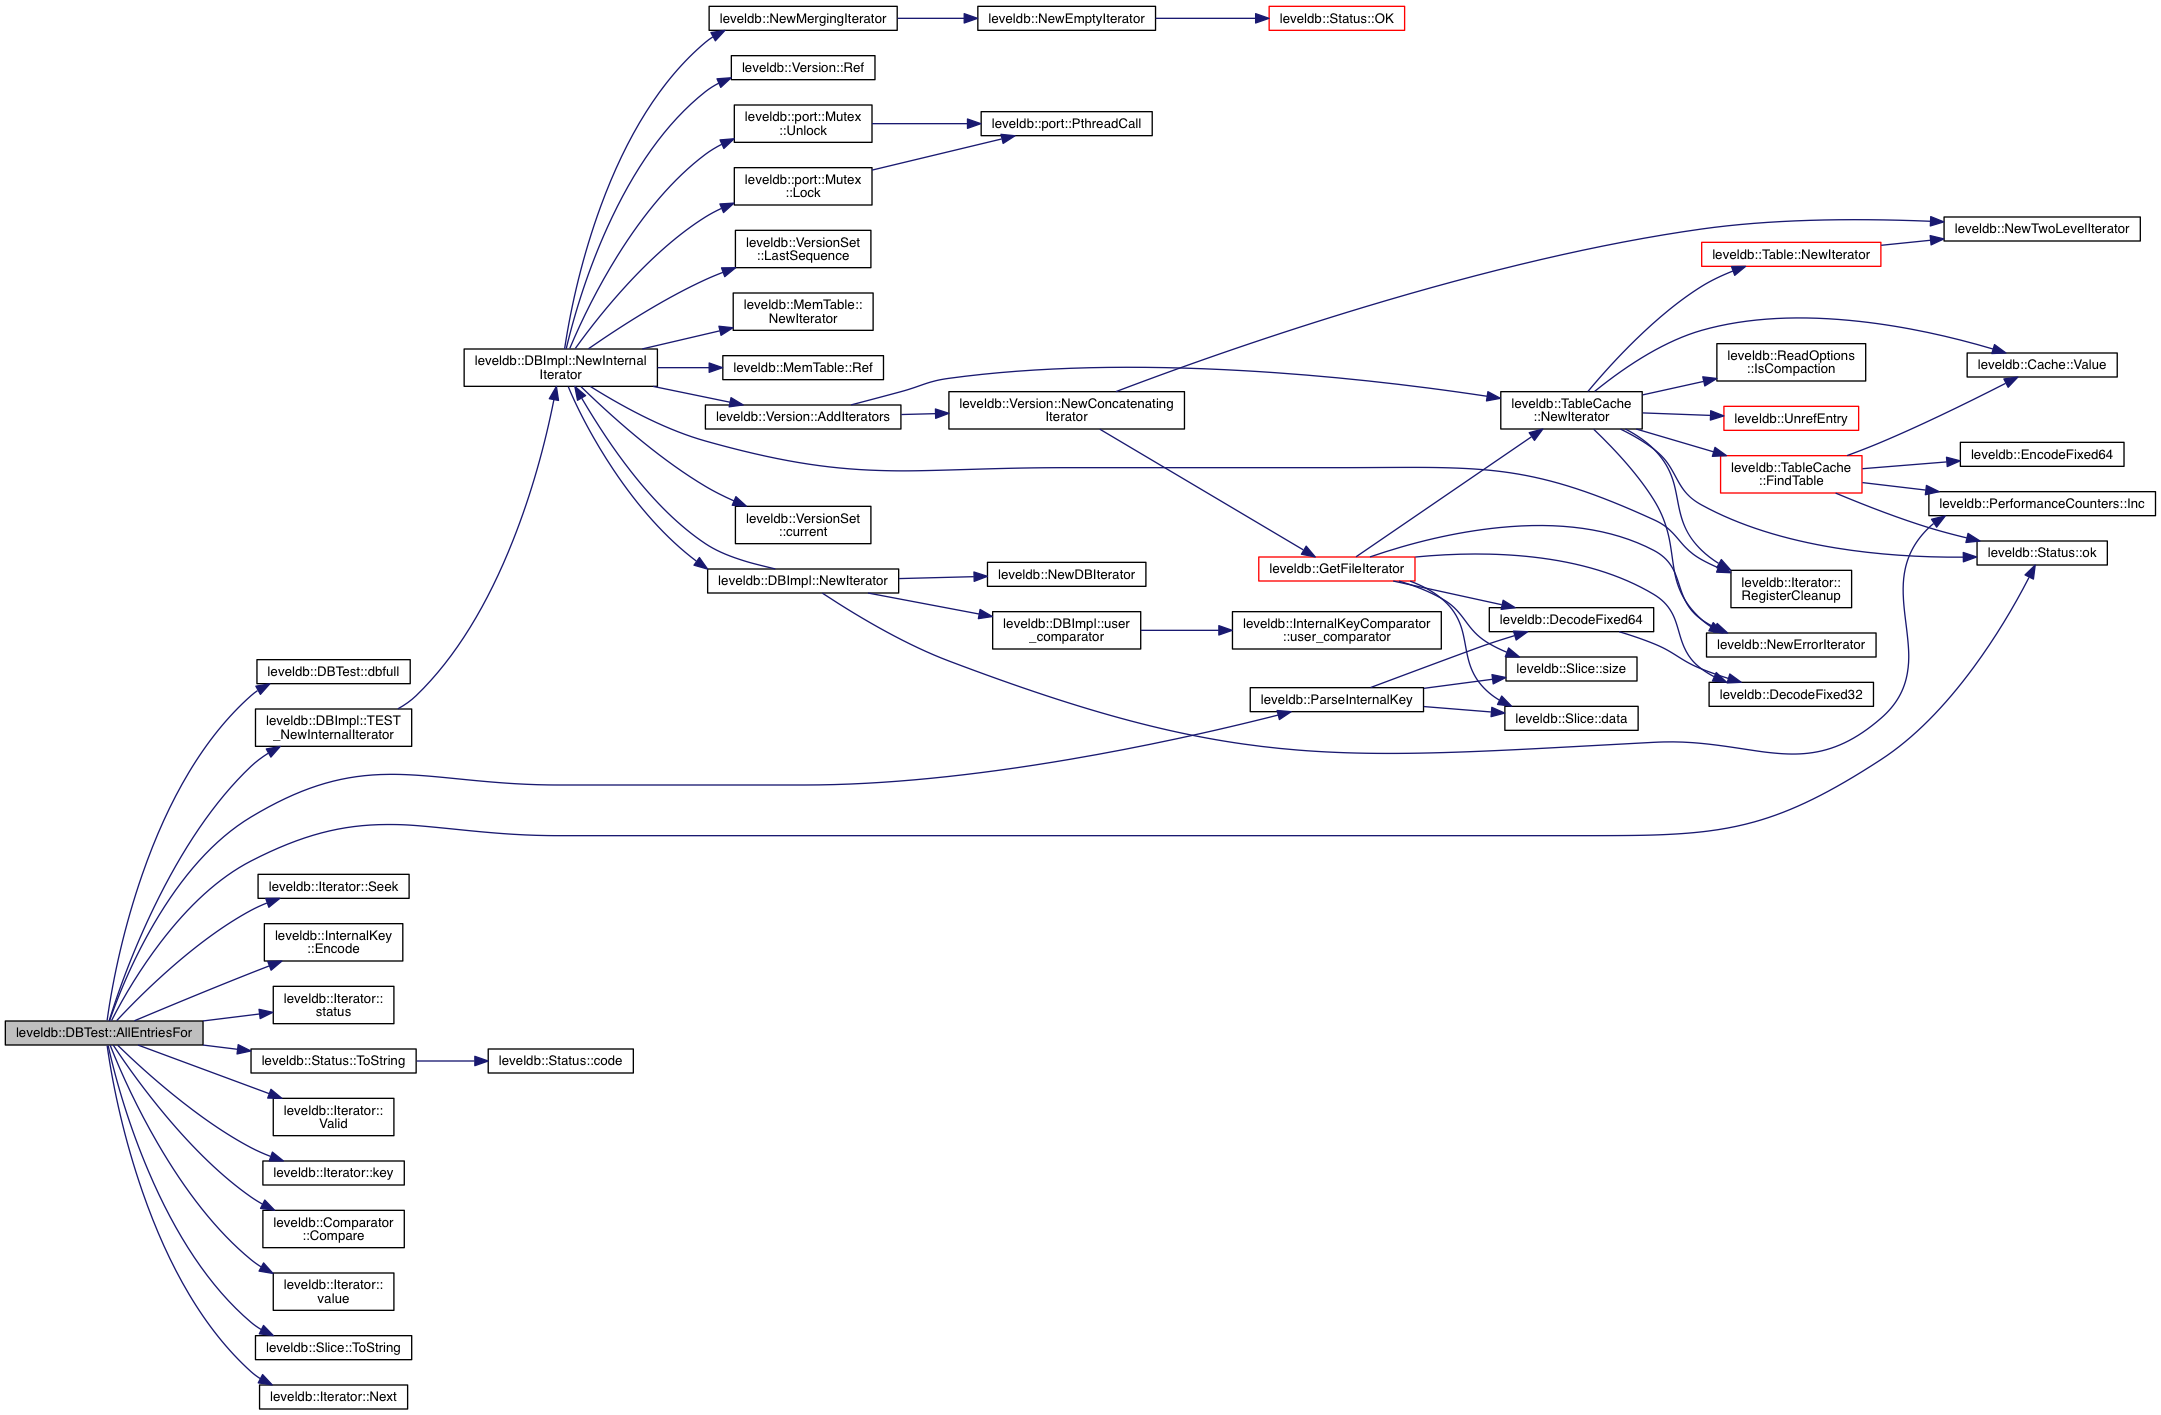 leveldb::NewMergingIterator
leveldb::NewEmptyIterator
leveldb::Status::OK
leveldb::Version::Ref
leveldb::port::Mutex
::Unlock
leveldb::port::PthreadCall
leveldb::port::Mutex
::Lock
leveldb::VersionSet
::LastSequence
leveldb::NewTwoLevelIterator
leveldb::Table::NewIterator
leveldb::MemTable::
NewIterator
leveldb::DBImpl::NewInternal
Iterator
leveldb::MemTable::Ref
leveldb::ReadOptions
::IsCompaction
leveldb::Cache::Value
leveldb::Version::AddIterators
leveldb::Version::NewConcatenating
Iterator
leveldb::TableCache
::NewIterator
leveldb::UnrefEntry
leveldb::EncodeFixed64
leveldb::TableCache
::FindTable
leveldb::PerformanceCounters::Inc
leveldb::VersionSet
::current
leveldb::Status::ok
leveldb::DBImpl::NewIterator
leveldb::NewDBIterator
leveldb::GetFileIterator
leveldb::Iterator::
RegisterCleanup
leveldb::DBImpl::user
_comparator
leveldb::InternalKeyComparator
::user_comparator
leveldb::DecodeFixed64
leveldb::NewErrorIterator
leveldb::DBTest::dbfull
leveldb::Slice::size
leveldb::ParseInternalKey
leveldb::DecodeFixed32
leveldb::DBImpl::TEST
_NewInternalIterator
leveldb::Slice::data
leveldb::Iterator::Seek
leveldb::InternalKey
::Encode
leveldb::Iterator::
status
leveldb::DBTest::AllEntriesFor
leveldb::Status::ToString
leveldb::Status::code
leveldb::Iterator::
Valid
leveldb::Iterator::key
leveldb::Comparator
::Compare
leveldb::Iterator::
value
leveldb::Slice::ToString
leveldb::Iterator::Next